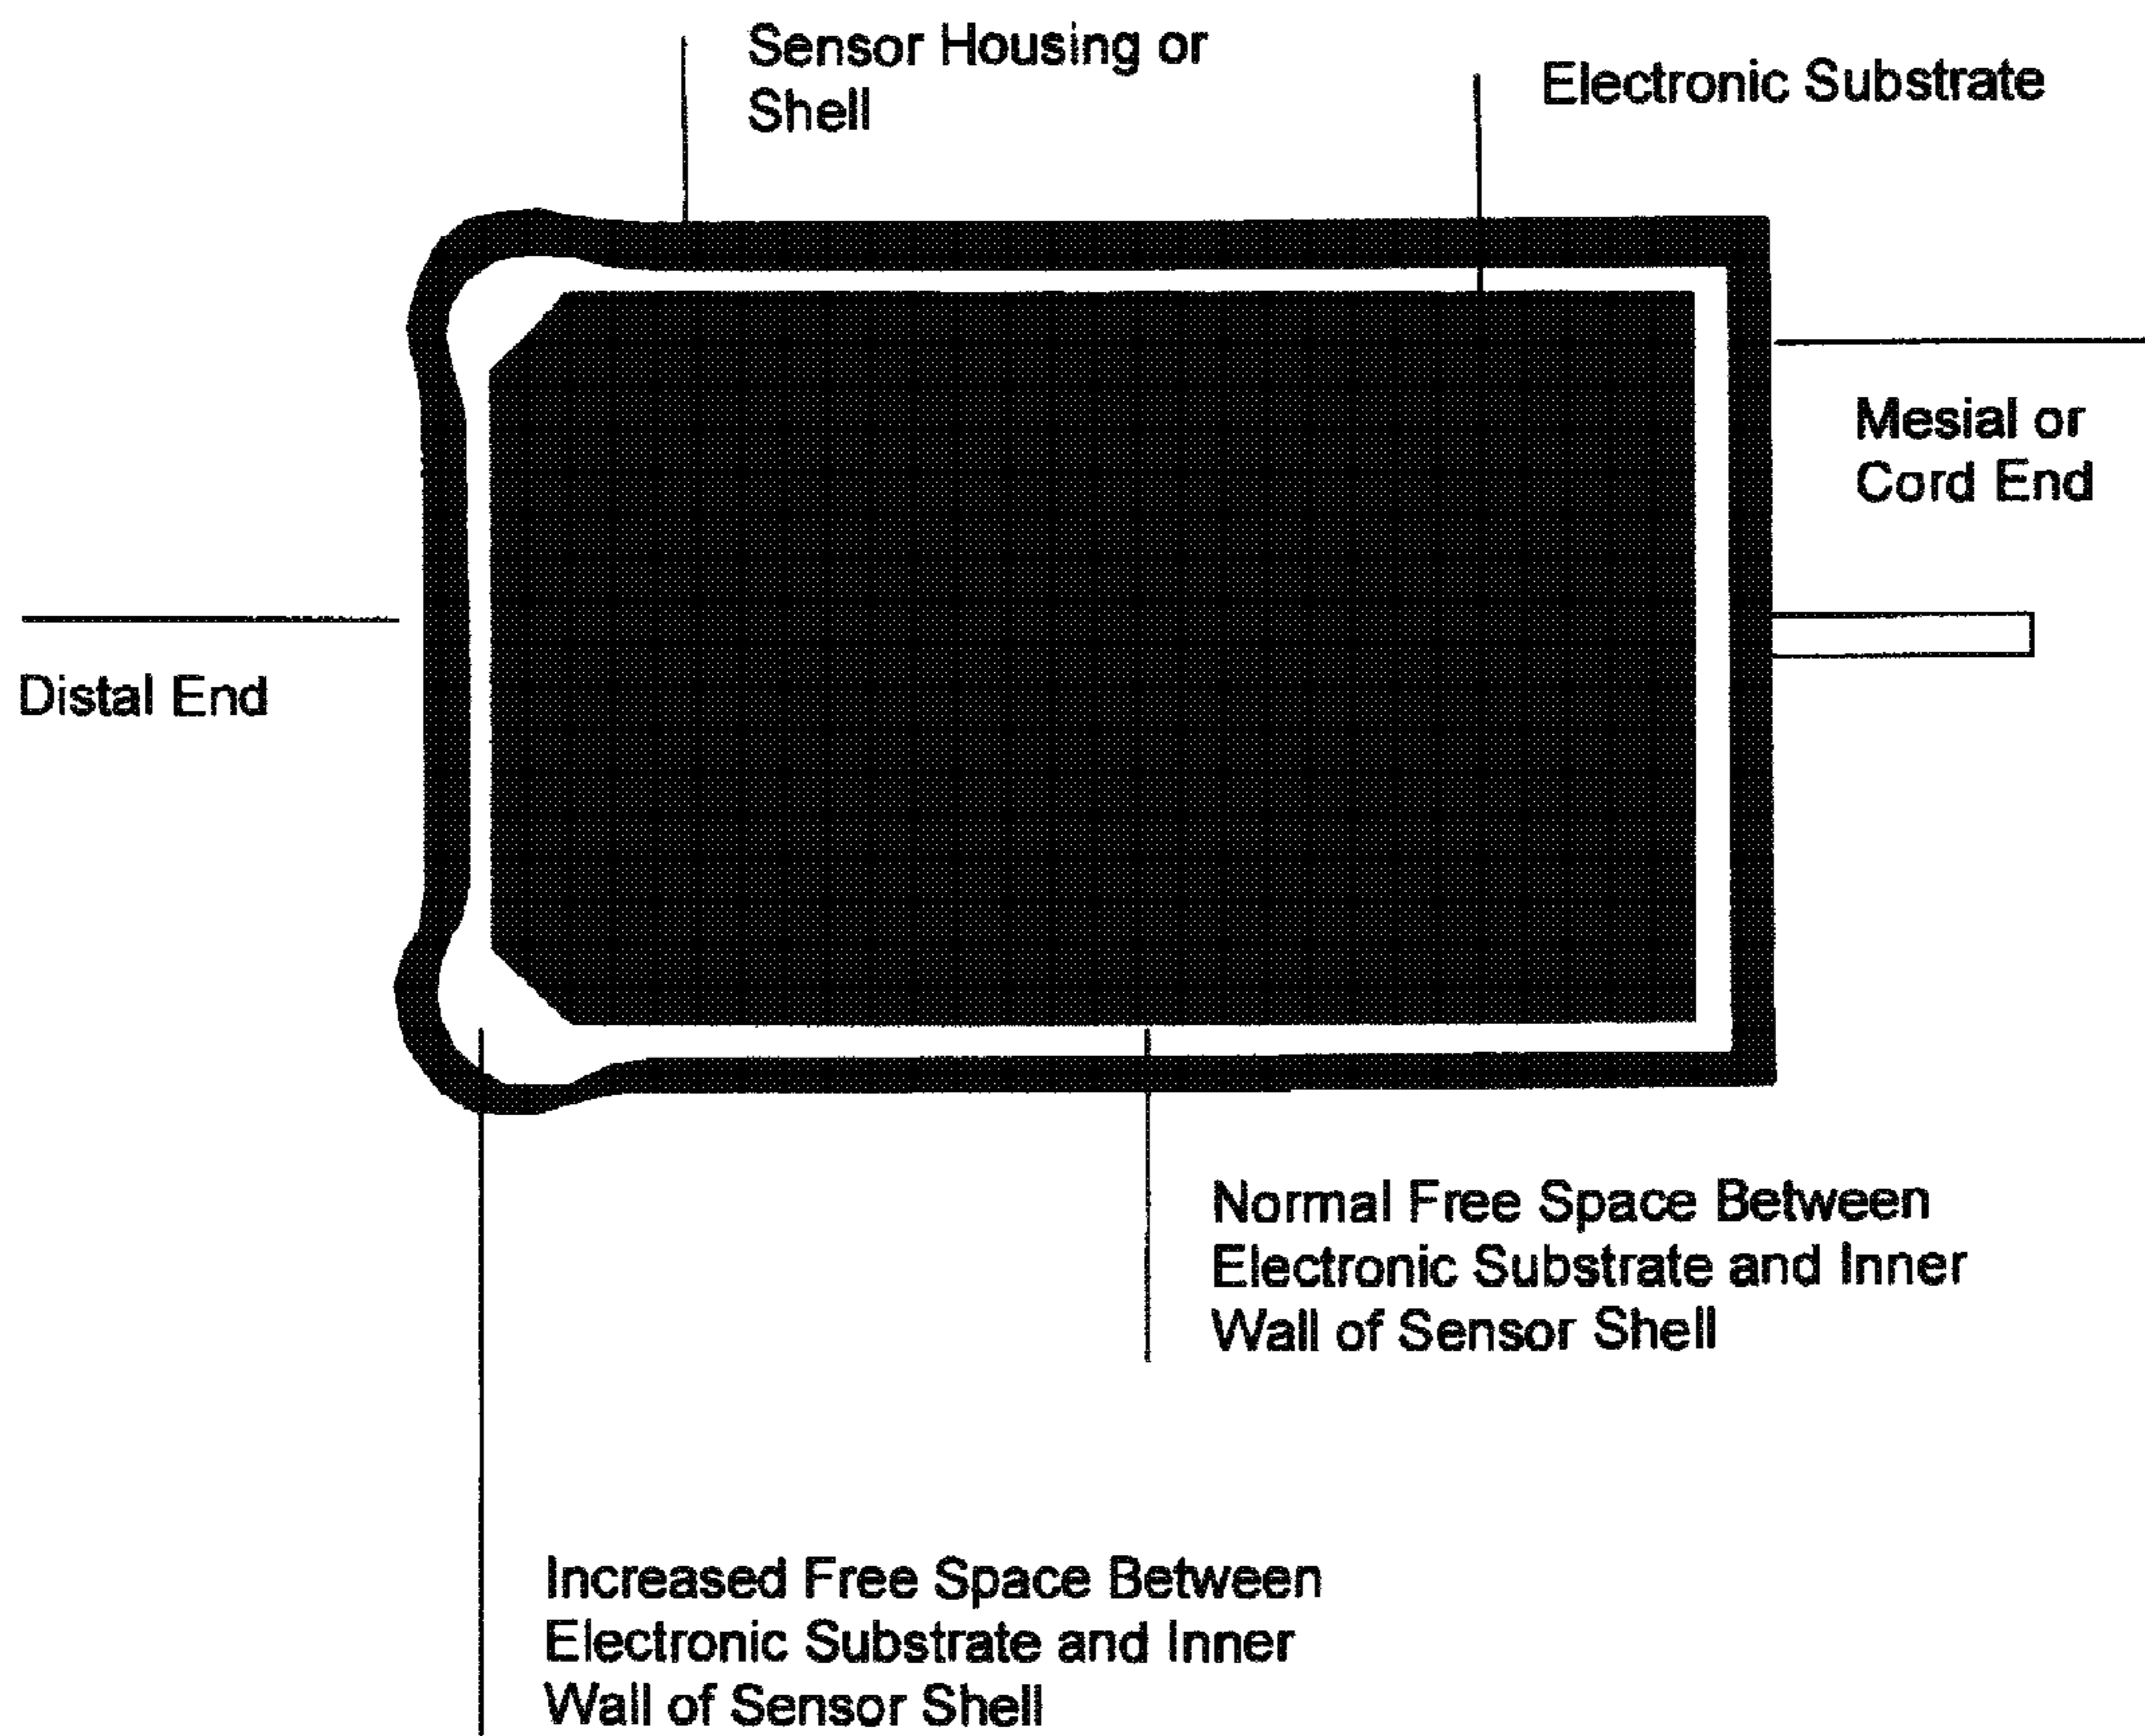 Sensor Housing or
Shell
Electronic Substrate
Mesial or
Cord End
Distal End
Normal Free Space Between
Electronic Substrate and Inner
Wall of Sensor Shell
Increased Free Space Between
Electronic Substrate and Inner
Wall of Sensor Shell